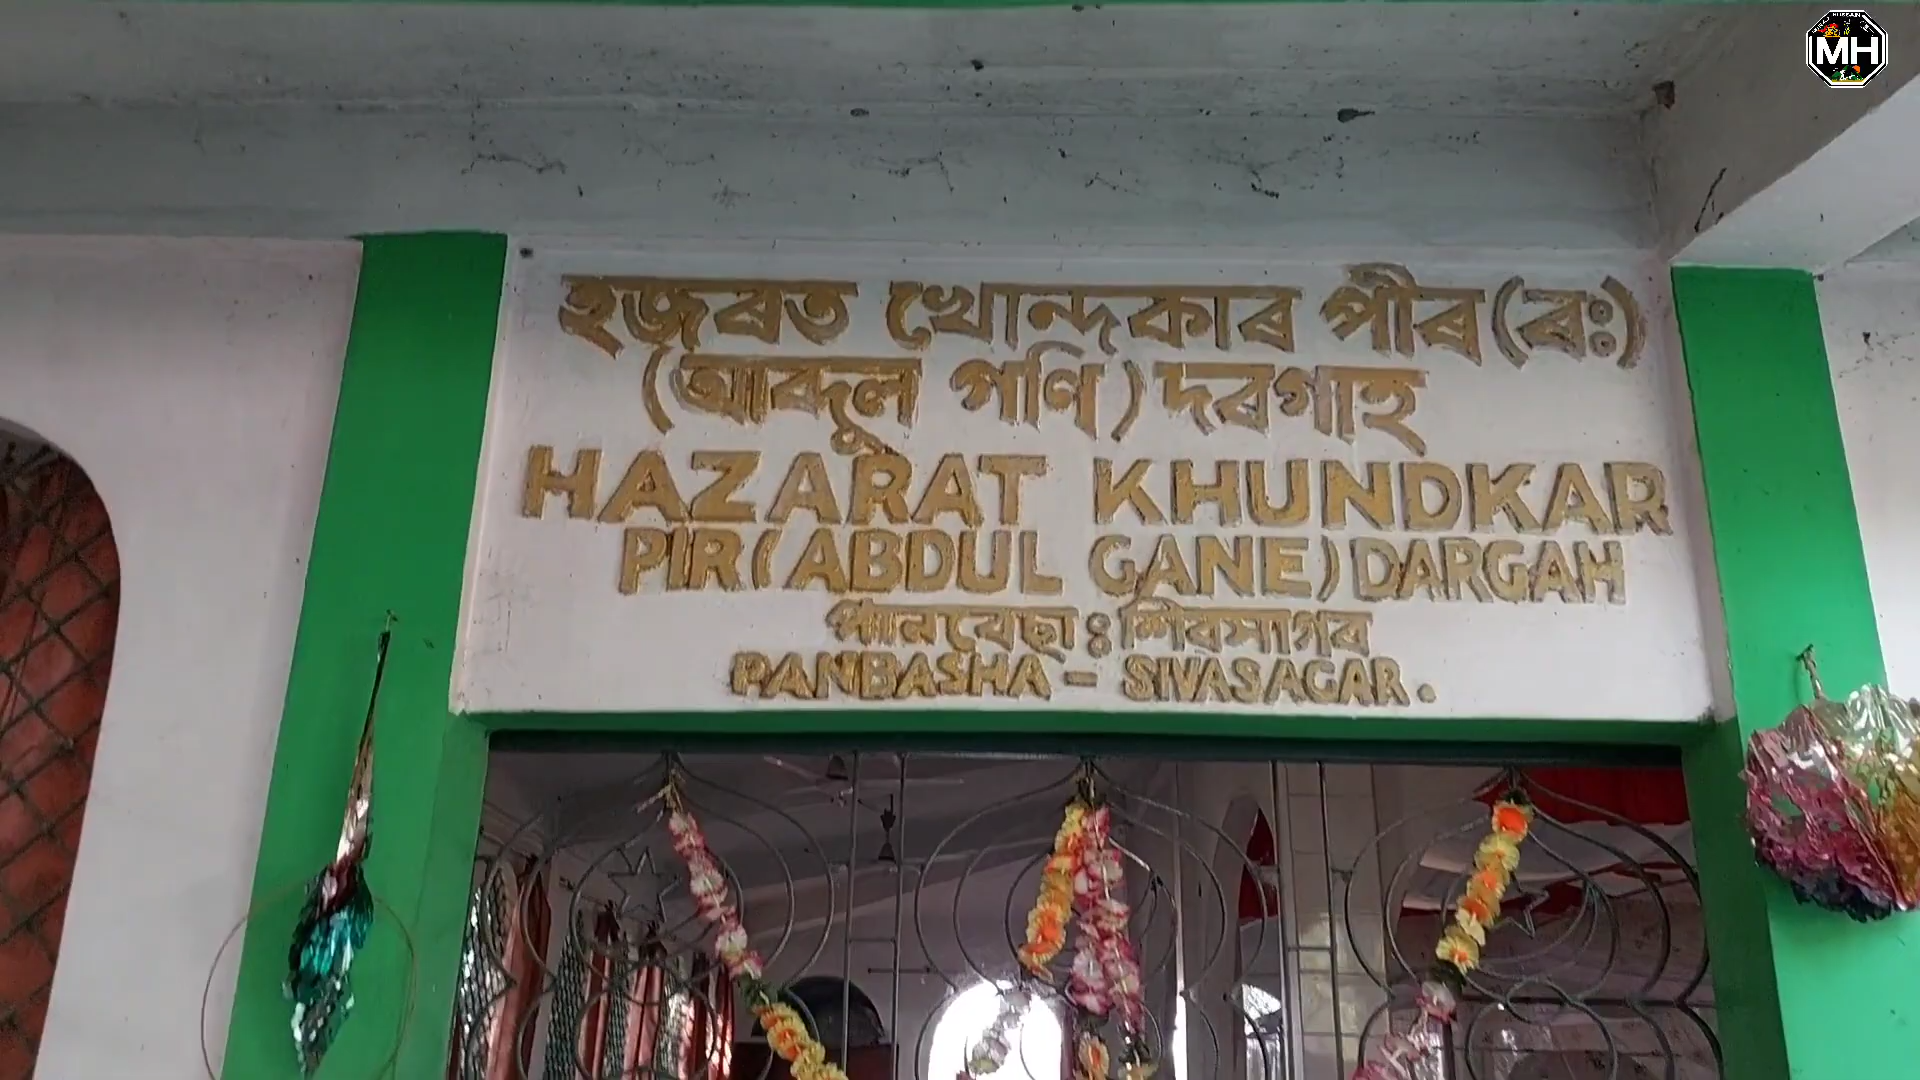 হজৰত খোন্দকাৰ পীৰ (ৰঃ)
(আব্দুল গণি) দৰগাহ
HAZARAT KHUNDKAR
PIR (ABDUL GANE) DARGAH
পানবেছা : শিৱসাগৰ
PANBASHA - SIVASAGAR.
MH